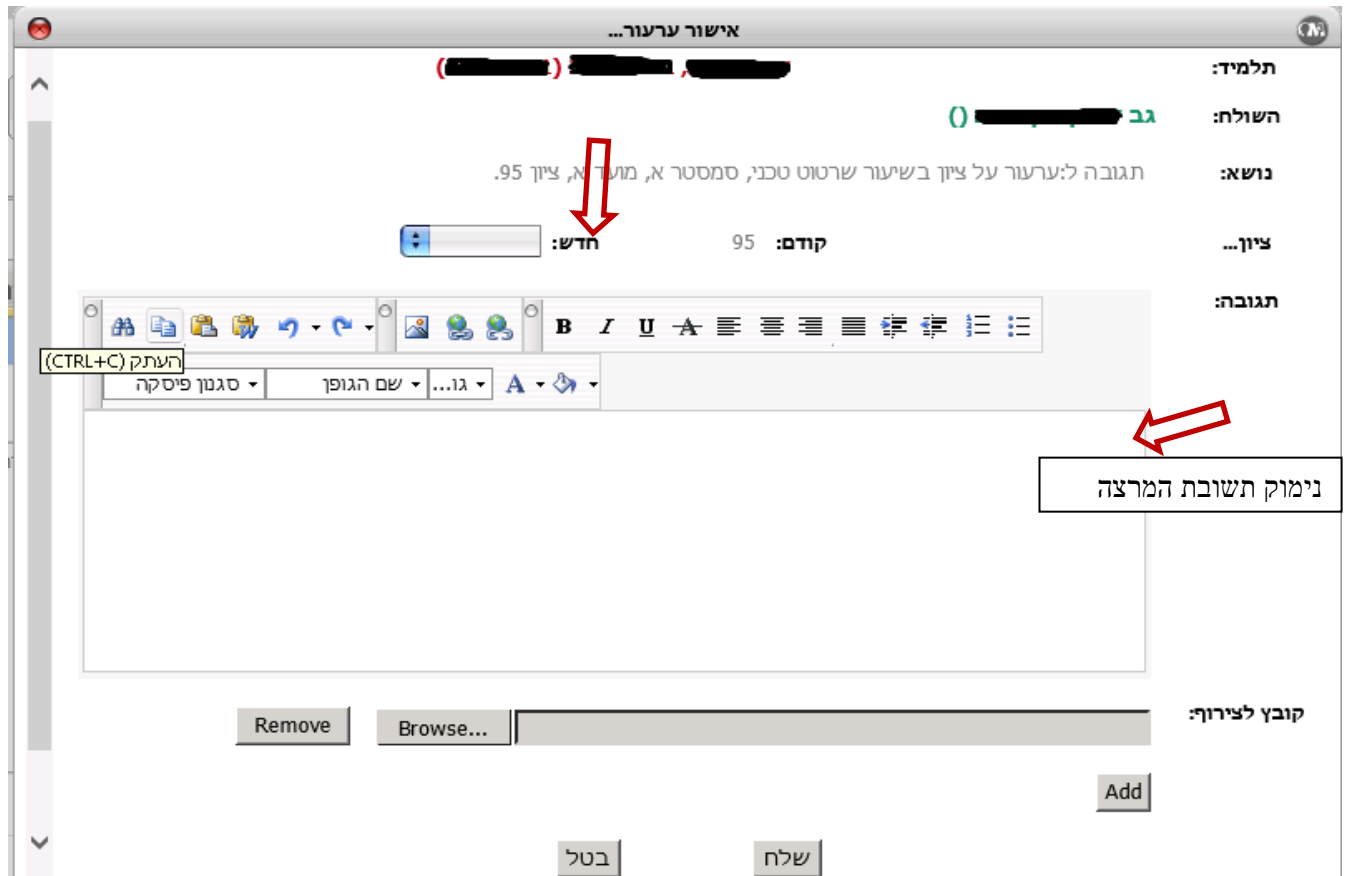 אישור ערעור...
תלמיד: , ()
השולח: גב ()
נושא: תגובה ל:ערעור על ציון בשיעור שרטוט טכני, סמסטר א, מועד א, ציון 95.
ציון... קודם: 95 חדש:
תגובה:
B I U A
העתק (CTRL+C)
סגנון פיסקה שם הגופן גו... A
נימוק תשובת המרצה
קובץ לצירוף: Browse... Remove
Add
שלח בטל